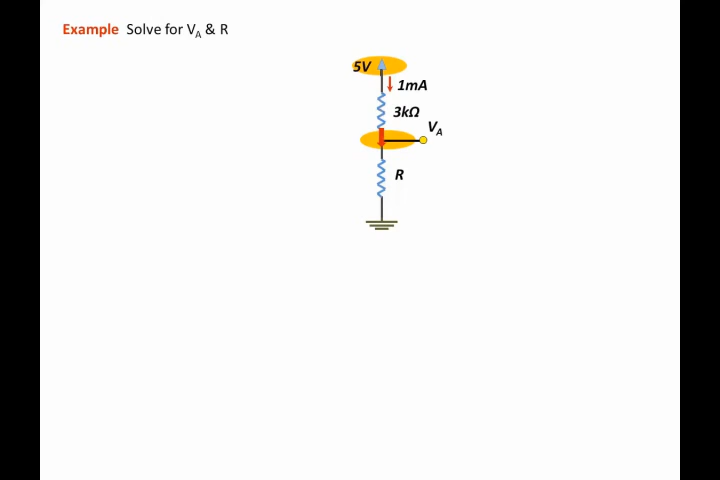 Example Solve for VA & R
5V
1mA
3kΩ
VA
R